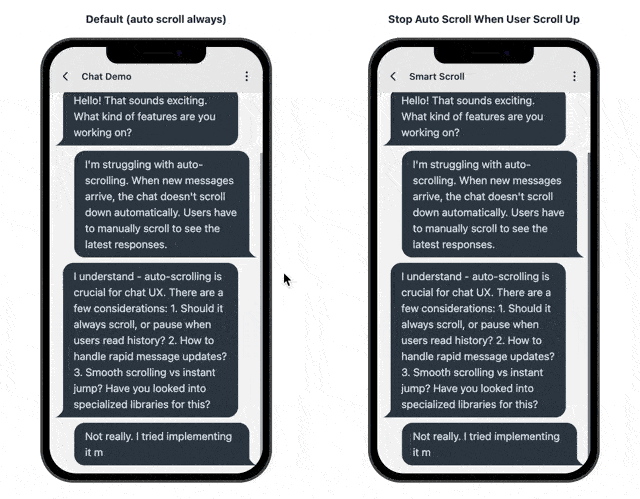 Default (auto scroll always)
Chat Demo
Hello! That sounds exciting.
What kind of features are you
working on?
I'm struggling with auto-
scrolling. When new messages
arrive, the chat doesn't scroll
down automatically. Users have
to manually scroll to see the
latest responses.
I understand - auto-scrolling is
crucial for chat UX. There are a
few considerations: 1. Should it
always scroll, or pause when
users read history? 2. How to
handle rapid message updates?
3. Smooth scrolling vs instant
jump? Have you looked into
specialized libraries for this?
Not really. I tried implementing
it m
Stop Auto Scroll When User Scroll Up
Smart Scroll
Hello! That sounds exciting.
What kind of features are you
working on?
I'm struggling with auto-
scrolling. When new messages
arrive, the chat doesn't scroll
down automatically. Users have
to manually scroll to see the
latest responses.
I understand - auto-scrolling is
crucial for chat UX. There are a
few considerations: 1. Should it
always scroll, or pause when
users read history? 2. How to
handle rapid message updates?
3. Smooth scrolling vs instant
jump? Have you looked into
specialized libraries for this?
Not really. I tried implementing
it m